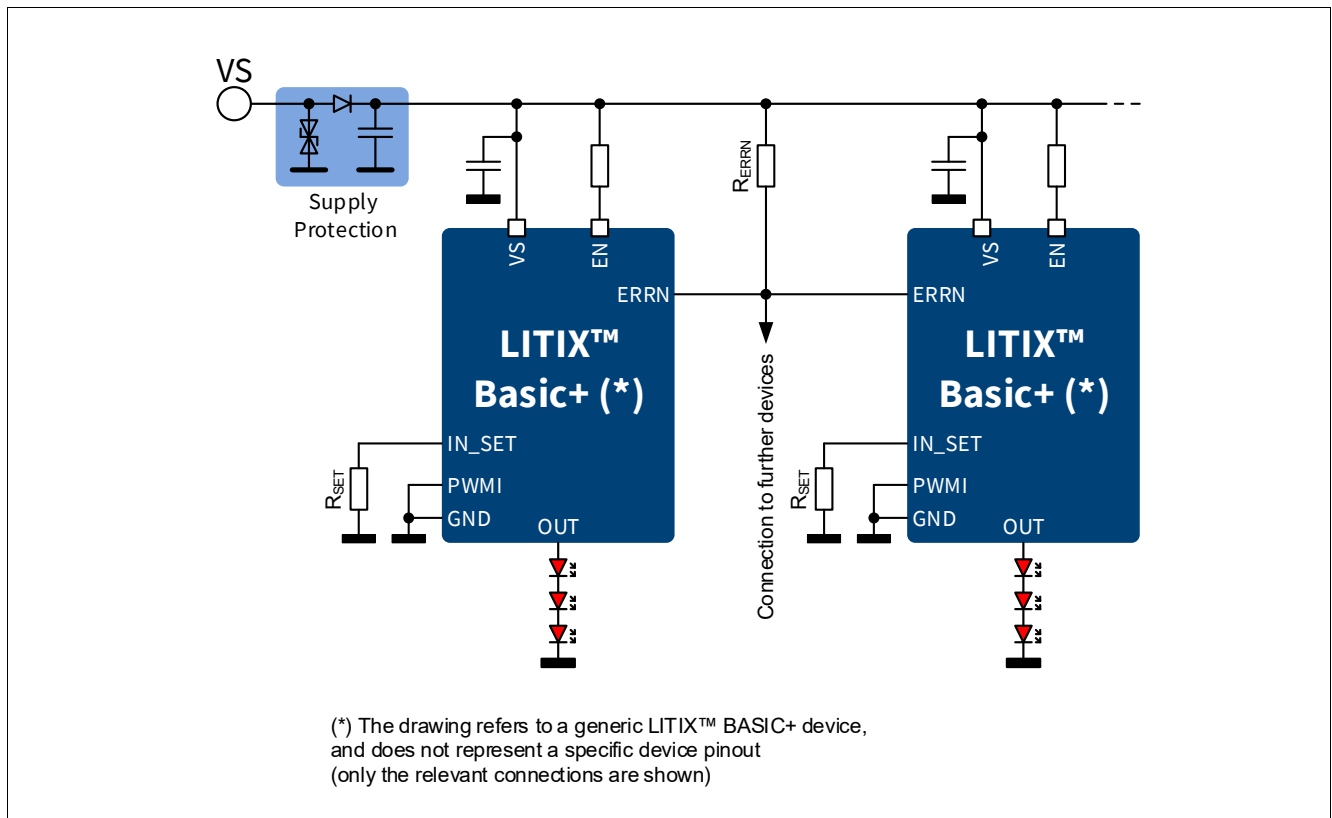 VS
Supply
Protection
R_ERRN
VS
EN
ERRN
LITIX™
Basic+ (*)
IN_SET
R_SET
PWMI
GND
OUT
Connection to further devices
VS
EN
ERRN
LITIX™
Basic+ (*)
IN_SET
R_SET
PWMI
GND
OUT
(*) The drawing refers to a generic LITIX™ BASIC+ device,
and does not represent a specific device pinout
(only the relevant connections are shown)